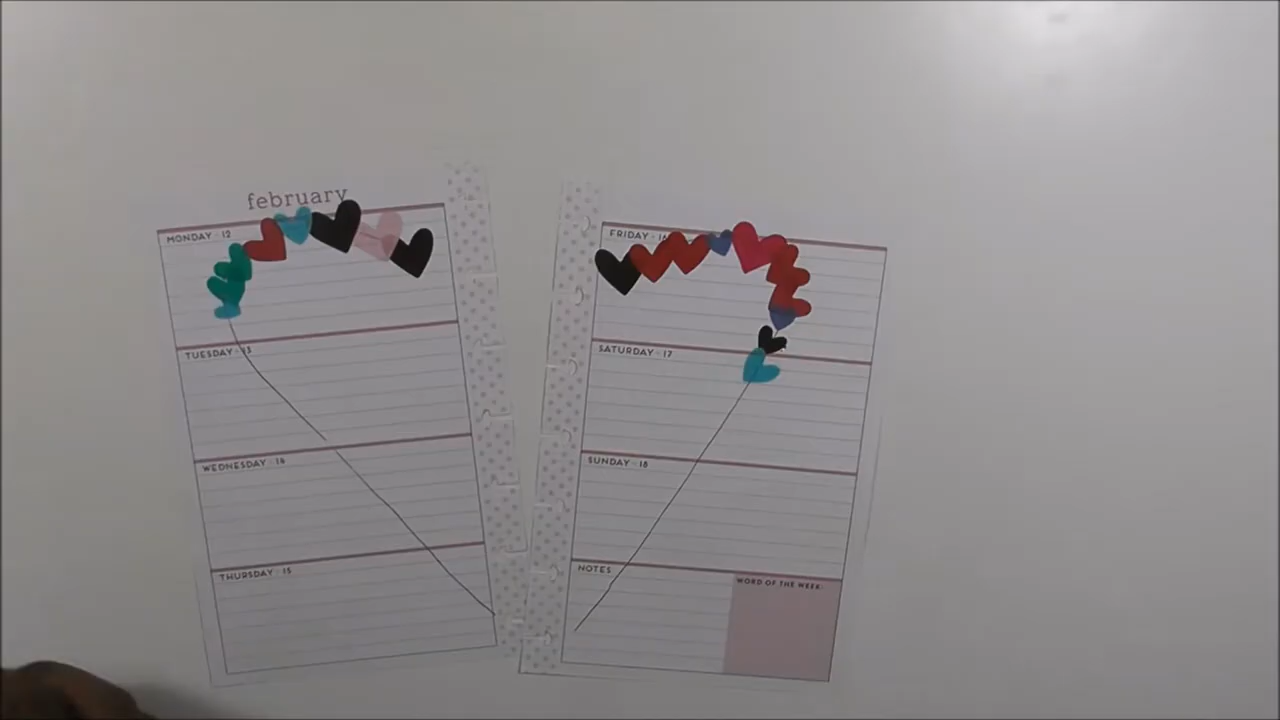 february
MONDAY · 12
TUESDAY · 13
WEDNESDAY · 14
THURSDAY · 15
FRIDAY · 16
SATURDAY · 17
SUNDAY · 18
NOTES
WORD OF THE WEEK: